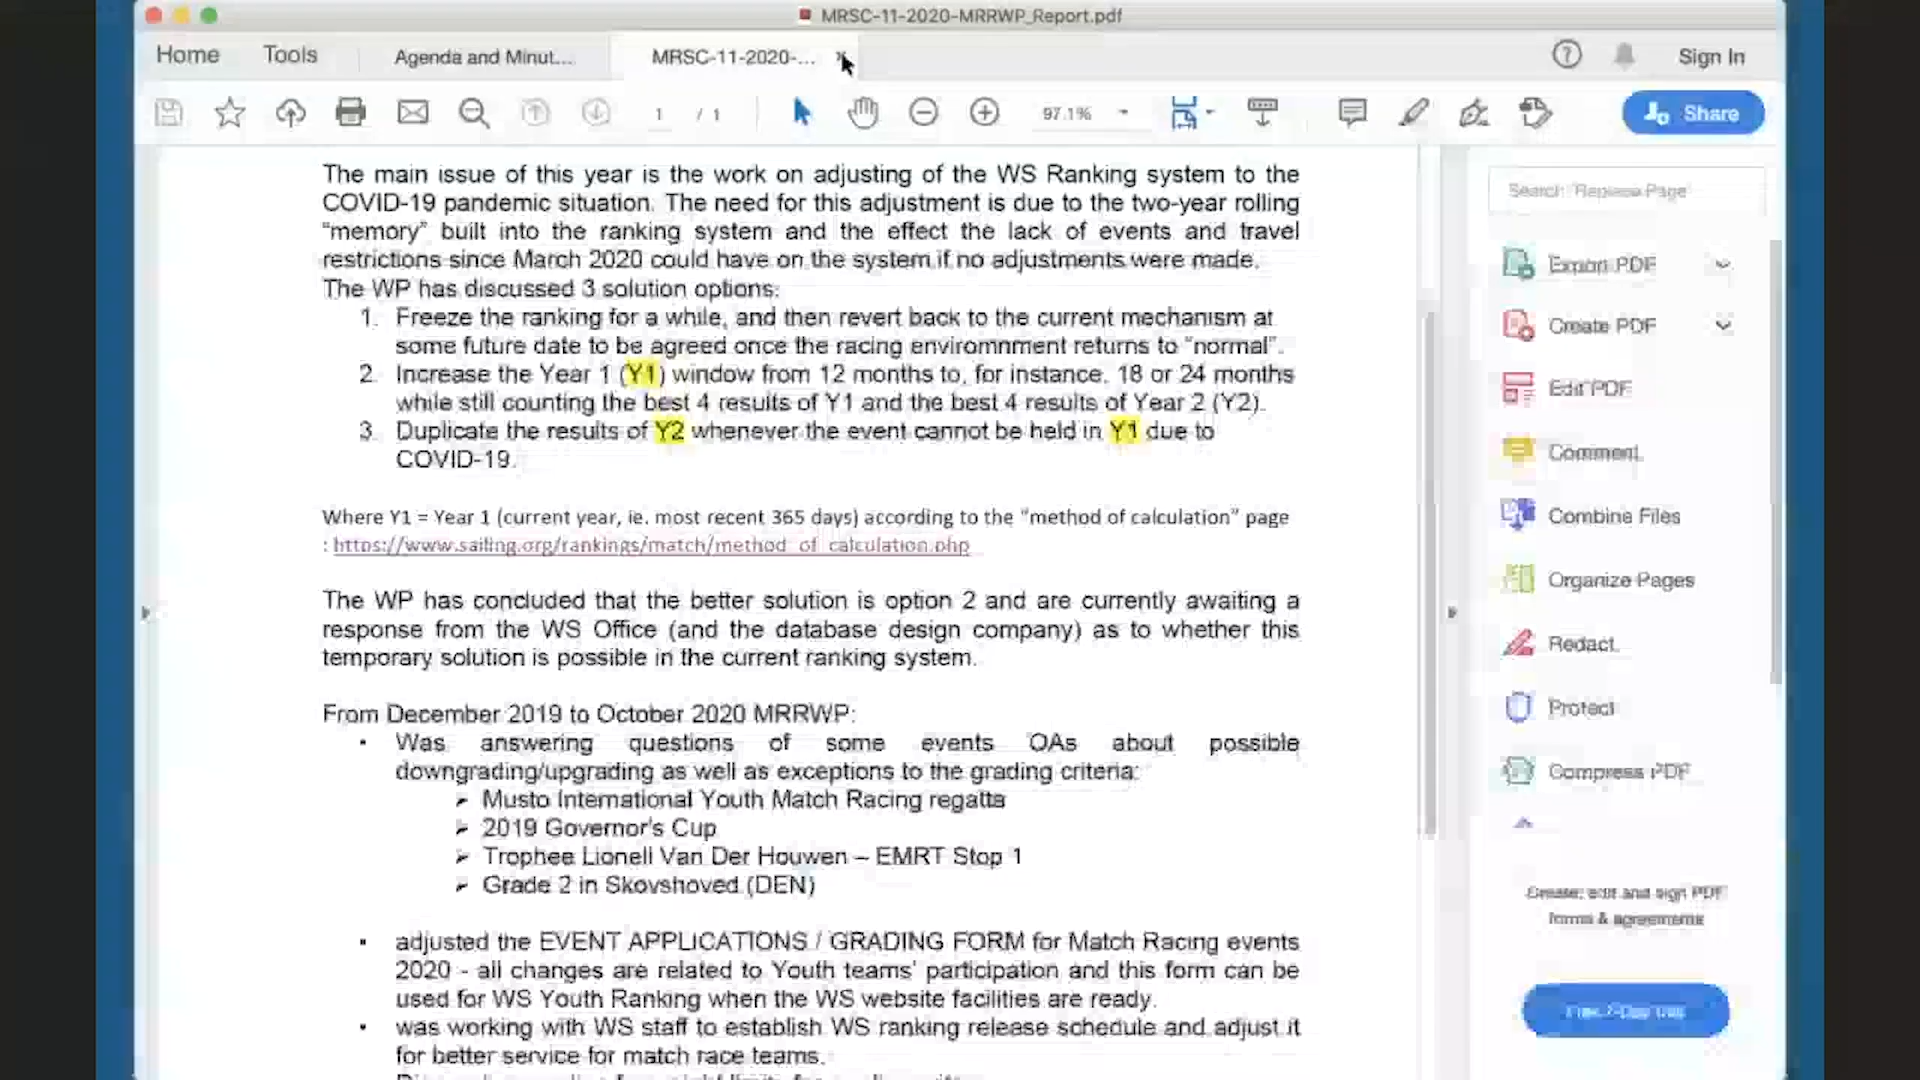 MRSC-11-2020-MRRWP_Report.pdf
Home Tools Agenda and Minut... MRSC-11-2020-... Sign In
1 / 1 97.1% Share
The main issue of this year is the work on adjusting of the WS Ranking system to the
COVID-19 pandemic situation. The need for this adjustment is due to the two-year rolling
“memory” built into the ranking system and the effect the lack of events and travel
restrictions since March 2020 could have on the system if no adjustments were made.
The WP has discussed 3 solution options:
1. Freeze the ranking for a while, and then revert back to the current mechanism at
some future date to be agreed once the racing enviromnment returns to “normal”.
2. Increase the Year 1 (Y1) window from 12 months to, for instance, 18 or 24 months
while still counting the best 4 results of Y1 and the best 4 results of Year 2 (Y2).
3. Duplicate the results of Y2 whenever the event cannot be held in Y1 due to
COVID-19.
Where Y1 = Year 1 (current year, ie. most recent 365 days) according to the “method of calculation” page
: https://www.sailing.org/rankings/match/method_of_calculation.php
The WP has concluded that the better solution is option 2 and are currently awaiting a
response from the WS Office (and the database design company) as to whether this
temporary solution is possible in the current ranking system.
From December 2019 to October 2020 MRRWP:
• Was answering questions of some events OAs about possible
downgrading/upgrading as well as exceptions to the grading criteria:
➢ Musto International Youth Match Racing regatta
➢ 2019 Governor's Cup
➢ Trophee Lionell Van Der Houwen – EMRT Stop 1
➢ Grade 2 in Skovshoved (DEN)
• adjusted the EVENT APPLICATIONS / GRADING FORM for Match Racing events
2020 - all changes are related to Youth teams' participation and this form can be
used for WS Youth Ranking when the WS website facilities are ready.
• was working with WS staff to establish WS ranking release schedule and adjust it
for better service for match race teams.
Search 'Replace Page'
Export PDF
Create PDF
Edit PDF
Comment
Combine Files
Organize Pages
Redact
Protect
Compress PDF
Create, edit and sign PDF
forms & agreements
Free 7-Day Trial